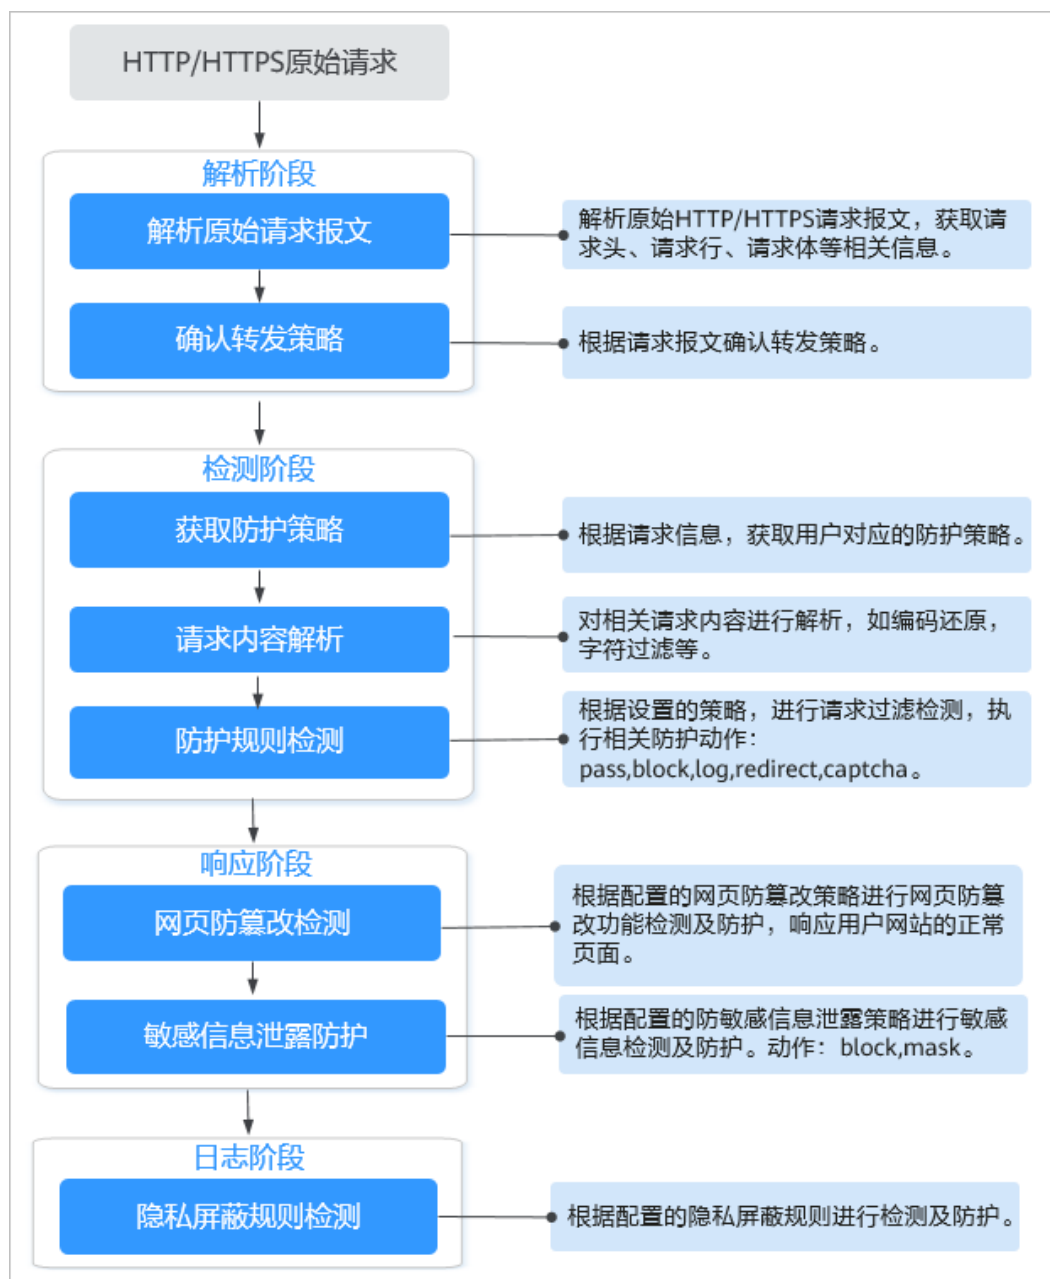 HTTP/HTTPS原始请求
解析阶段
解析原始请求报文
解析原始HTTP/HTTPS请求报文，获取请
求头、请求行、请求体等相关信息。
确认转发策略
根据请求报文确认转发策略。
检测阶段
获取防护策略
根据请求信息，获取用户对应的防护策略。
请求内容解析
对相关请求内容进行解析，如编码还原，
字符过滤等。
防护规则检测
根据设置的策略，进行请求过滤检测，执
行相关防护动作：
pass,block,log,redirect,captcha。
响应阶段
网页防篡改检测
根据配置的网页防篡改策略进行网页防篡
改功能检测及防护，响应用户网站的正常
页面。
敏感信息泄露防护
根据配置的防敏感信息泄露策略进行敏感
信息检测及防护。动作：block,mask。
日志阶段
隐私屏蔽规则检测
根据配置的隐私屏蔽规则进行检测及防护。